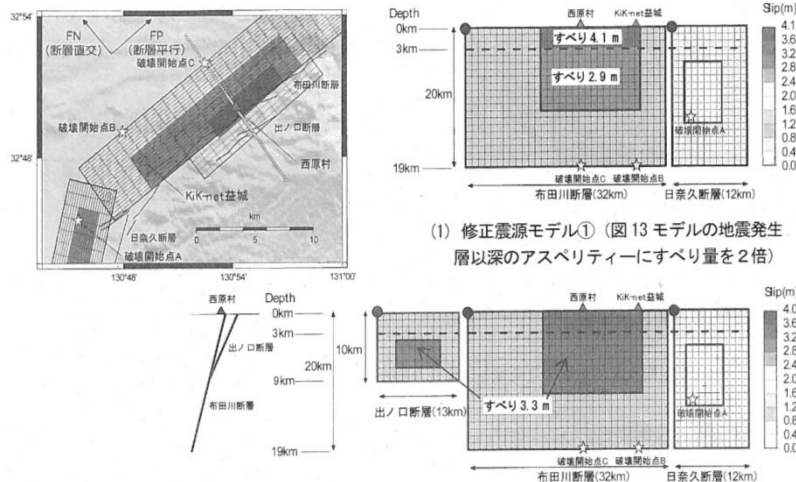 32°54'
32°48'
130°48'
130°54'
131°00'
FN
(断層直交)
FP
(断層平行)
破壊開始点C
破壊開始点B
布田川断層
出ノ口断層
西原村
KiK-net益城
日奈久断層
破壊開始点A
km
0 5 10
Depth
0km
3km
20km
19km
西原村
KiK-net益城
すべり 4.1 m
すべり 2.9 m
破壊開始点A
破壊開始点C
破壊開始点B
布田川断層(32km)
日奈久断層(12km)
Slip(m)
4.1
3.6
3.2
2.8
2.4
2.0
1.6
1.2
0.8
0.4
0.0
(1) 修正震源モデル① (図 13 モデルの地震発生
層以深のアスペリティーにすべり量を2倍)
西原村
Depth
0km
3km
20km
9km
19km
出ノ口断層
布田川断層
10km
出ノ口断層(13km)
すべり 3.3 m
西原村
KiK-net益城
破壊開始点A
破壊開始点C
破壊開始点B
布田川断層(32km)
日奈久断層(12km)
Slip(m)
4.0
3.6
3.2
2.8
2.4
2.0
1.6
1.2
0.8
0.4
0.0